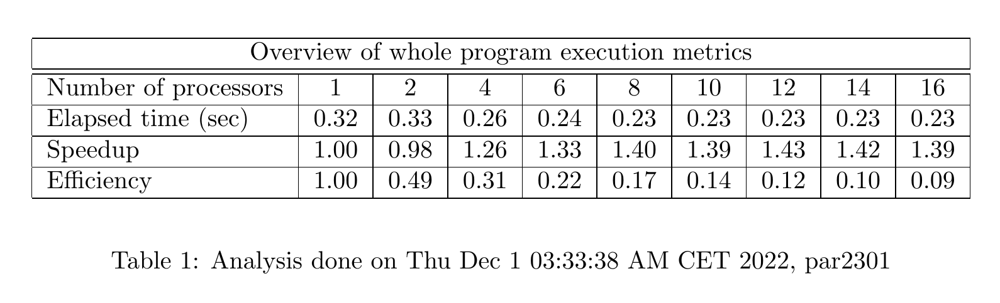 Overview of whole program execution metrics
Number of processors 1 2 4 6 8 10 12 14 16
Elapsed time (sec) 0.32 0.33 0.26 0.24 0.23 0.23 0.23 0.23 0.23
Speedup 1.00 0.98 1.26 1.33 1.40 1.39 1.43 1.42 1.39
Efficiency 1.00 0.49 0.31 0.22 0.17 0.14 0.12 0.10 0.09
Table 1: Analysis done on Thu Dec 1 03:33:38 AM CET 2022, par2301